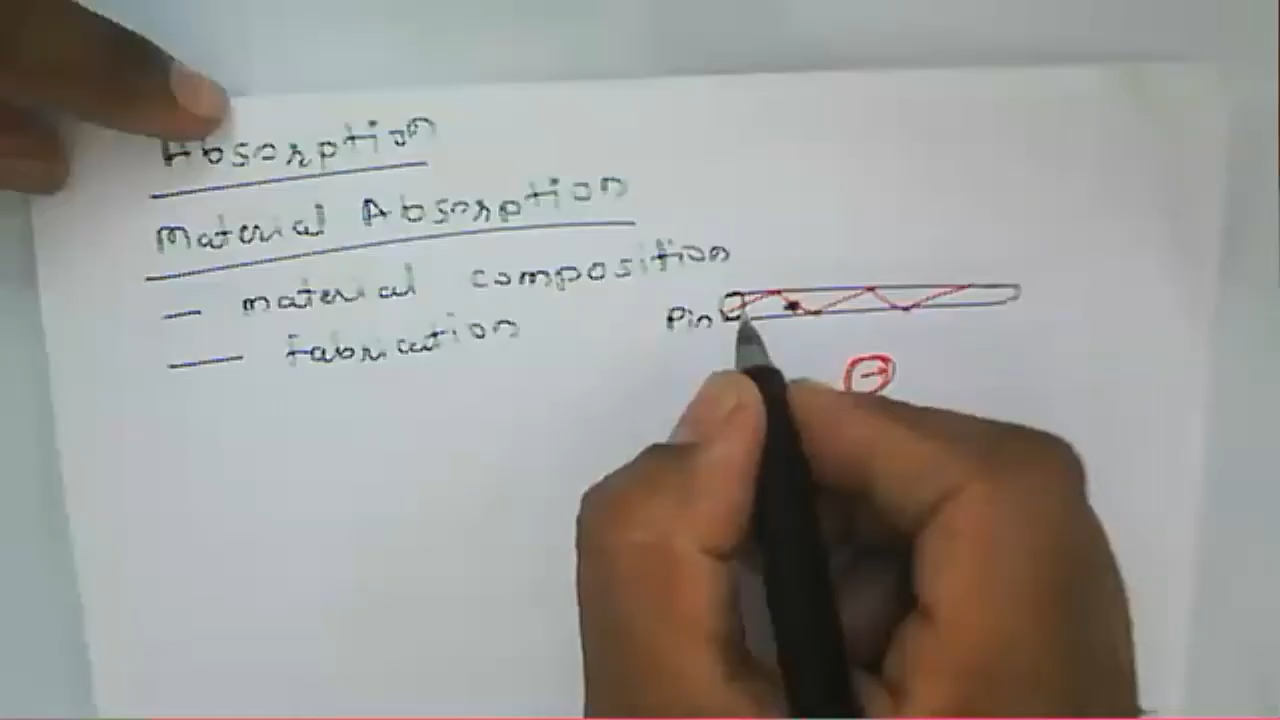 Absorption
Material Absorption
— material composition
— fabrication
Pin